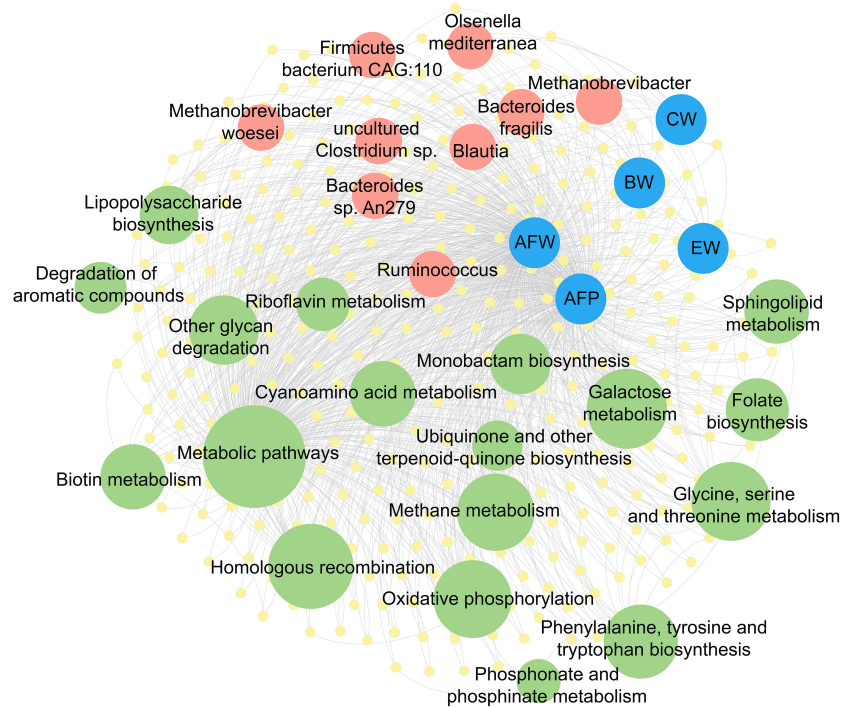 Olsenella
mediterranea
Firmicutes
bacterium CAG:110
Methanobrevibacter
Bacteroides
fragilis
CW
Methanobrevibacter
woesei
uncultured
Clostridium sp.
Blautia
BW
Bacteroides
sp. An279
Lipopolysaccharide
biosynthesis
AFW
EW
Ruminococcus
Degradation of
aromatic compounds
Riboflavin metabolism
AFP
Sphingolipid
metabolism
Other glycan
degradation
Monobactam biosynthesis
Cyanoamino acid metabolism
Galactose
metabolism
Folate
biosynthesis
Ubiquinone and other
terpenoid-quinone biosynthesis
Metabolic pathways
Biotin metabolism
Glycine, serine
and threonine metabolism
Methane metabolism
Homologous recombination
Oxidative phosphorylation
Phenylalanine, tyrosine and
tryptophan biosynthesis
Phosphonate and
phosphinate metabolism